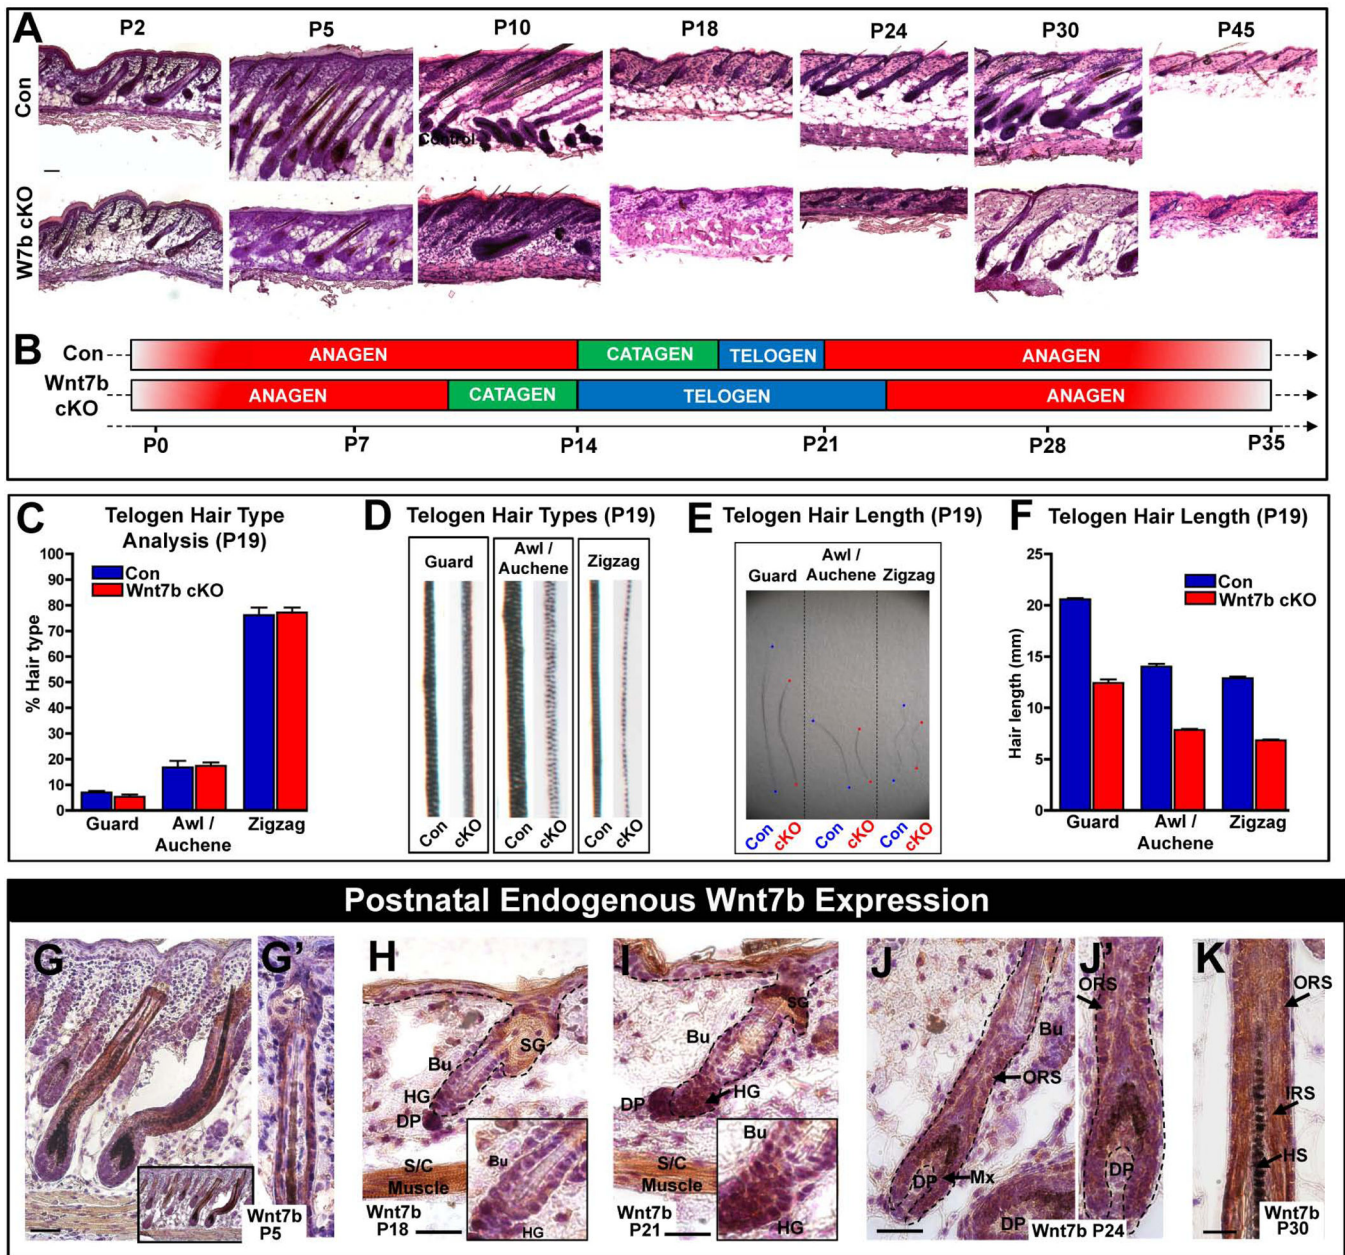 A
P2 P5 P10 P18 P24 P30 P45
Con
Control
W7b cKO
B
Con
ANAGEN CATAGEN TELOGEN ANAGEN
Wnt7b
cKO
ANAGEN CATAGEN TELOGEN ANAGEN
P0 P7 P14 P21 P28 P35
C
Telogen Hair Type
Analysis (P19)
100
90
80
70
60
50
40
30
20
10
0
% Hair type
Con
Wnt7b cKO
Guard Awl / Zigzag
Auchene
D
Telogen Hair Types (P19)
Guard
Awl /
Auchene
Zigzag
Con cKO Con cKO Con cKO
E
Telogen Hair Length (P19)
Awl /
Guard Auchene Zigzag
Con cKO Con cKO Con cKO
F
Telogen Hair Length (P19)
25
20
15
10
5
0
Hair length (mm)
Con
Wnt7b cKO
Guard Awl / Zigzag
Auchene
Postnatal Endogenous Wnt7b Expression
G
G'
Wnt7b
P5
H
SG
Bu
HG
DP
S/C
Muscle
Wnt7b
P18
Bu
HG
I
SG
Bu
DP
HG
S/C
Muscle
Wnt7b
P21
Bu
HG
J
Bu
ORS
DP
Mx
DP
J'
ORS
DP
Wnt7b P24
K
ORS
IRS
HS
Wnt7b
P30